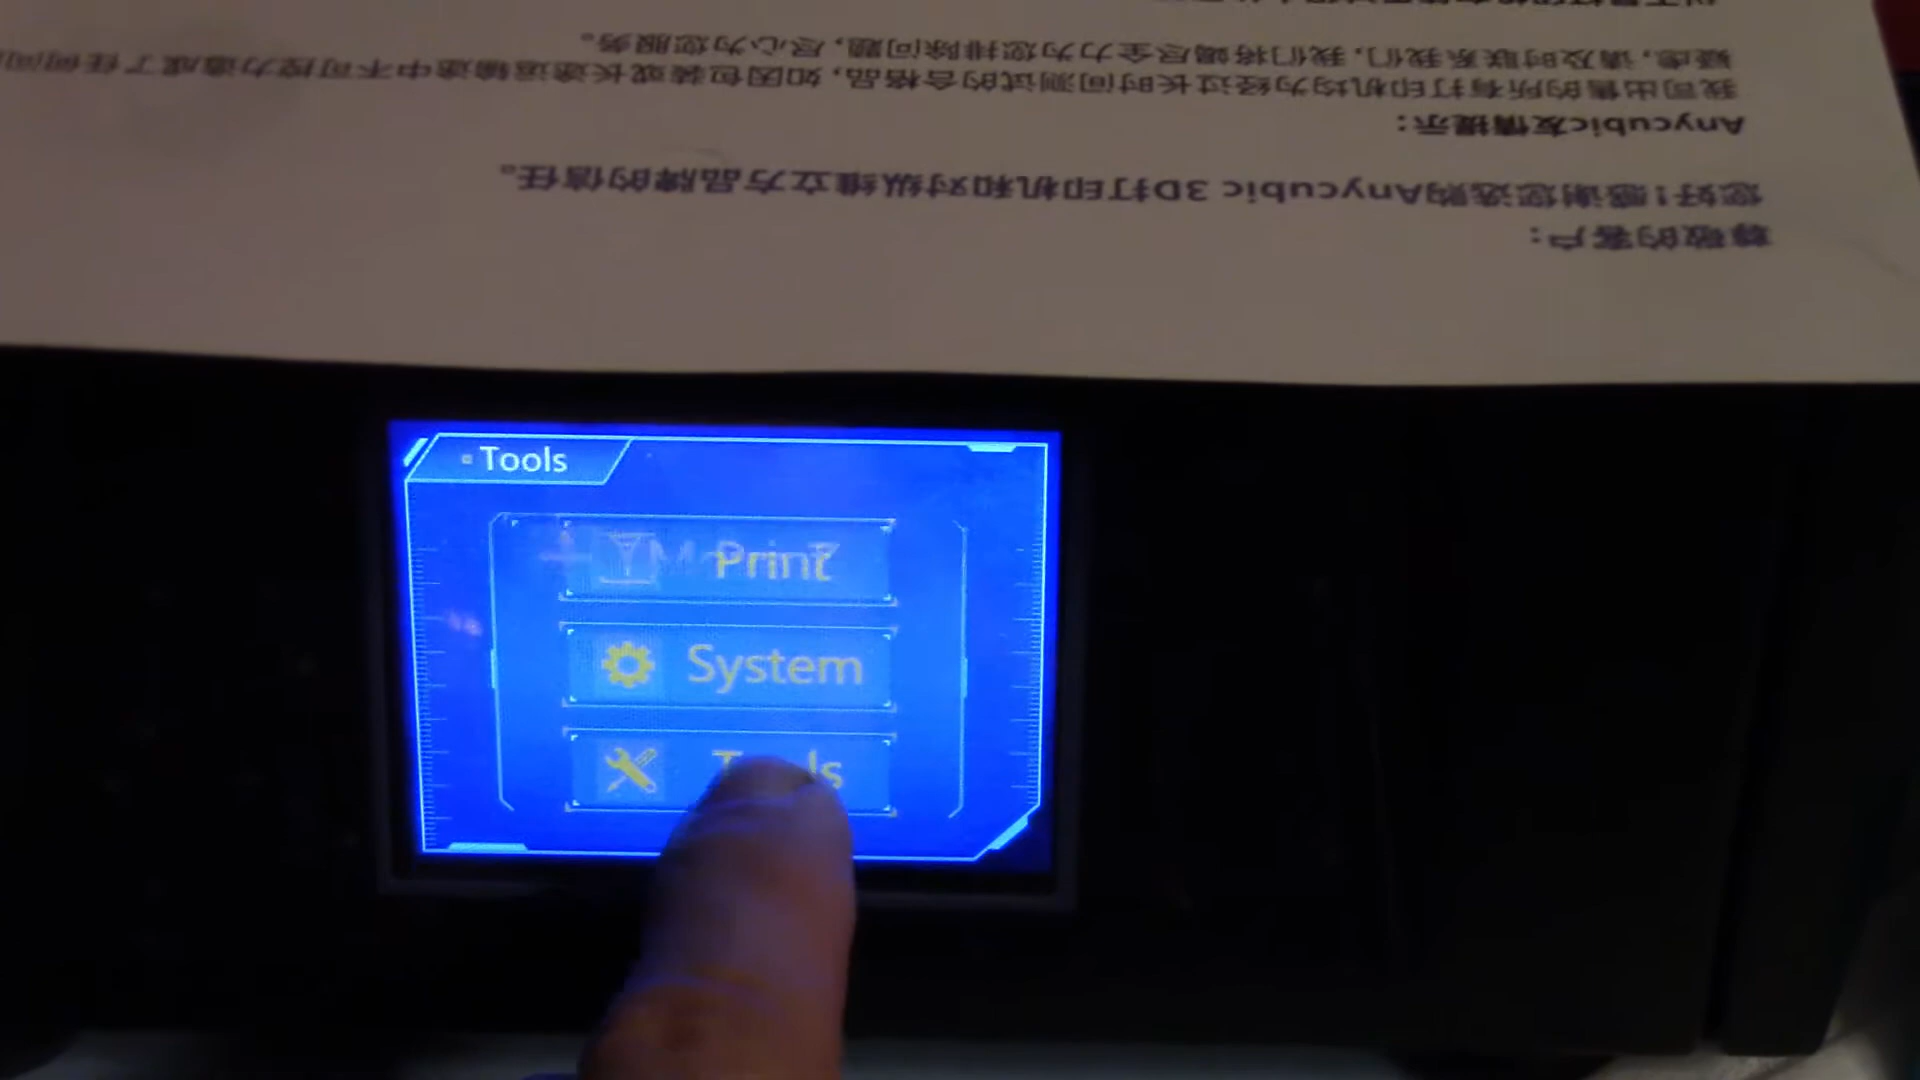 尊敬的客户：
您好！感谢您选购Anycubic 3D打印机和对纵维立方品牌的信任。
Anycubic友情提示：
我司出售的所有打印机均为经过长时间测试的合格品，如因包装或长途运输途中不可控力造成了任何问
疑虑，请及时联系我们，我们将竭尽全力为您排除问题，尽心为您服务。
Tools
Print
System
Tools